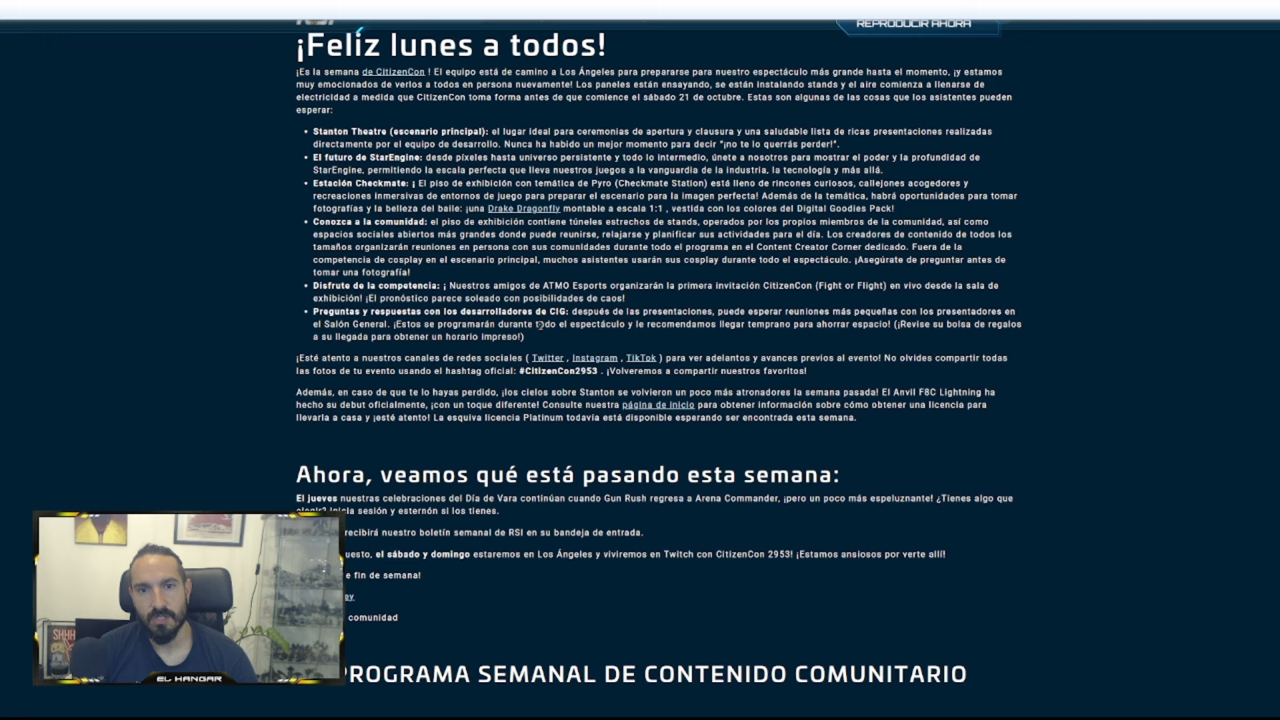 RSI
REPRODUCIR AHORA
¡Feliz lunes a todos!
¡Es la semana de CitizenCon ! El equipo está de camino a Los Ángeles para prepararse para nuestro espectáculo más grande hasta el momento, ¡y estamos
muy emocionados de verlos a todos en persona nuevamente! Los paneles están ensayando, se están instalando stands y el aire comienza a llenarse de
electricidad a medida que CitizenCon toma forma antes de que comience el sábado 21 de octubre. Estas son algunas de las cosas que los asistentes pueden
esperar:
• Stanton Theatre (escenario principal): el lugar ideal para ceremonias de apertura y clausura y una saludable lista de ricas presentaciones realizadas
directamente por el equipo de desarrollo. Nunca ha habido un mejor momento para decir "¡no te lo querrás perder!".
• El futuro de StarEngine: desde píxeles hasta universo persistente y todo lo intermedio, únete a nosotros para mostrar el poder y la profundidad de
StarEngine, permitiendo la escala perfecta que lleva nuestros juegos a la vanguardia de la industria, la tecnología y más allá.
• Estación Checkmate: ¡ El piso de exhibición con temática de Pyro (Checkmate Station) está lleno de rincones curiosos, callejones acogedores y
recreaciones inmersivas de entornos de juego para preparar el escenario para la imagen perfecta! Además de la temática, habrá oportunidades para tomar
fotografías y la belleza del baile: ¡una Drake Dragonfly montable a escala 1:1 , vestida con los colores del Digital Goodies Pack!
• Conozca a la comunidad: el piso de exhibición contiene túneles estrechos de stands, operados por los propios miembros de la comunidad, así como
espacios sociales abiertos más grandes donde puede reunirse, relajarse y planificar sus actividades para el día. Los creadores de contenido de todos los
tamaños organizarán reuniones en persona con sus comunidades durante todo el programa en el Content Creator Corner dedicado. Fuera de la
competencia de cosplay en el escenario principal, muchos asistentes usarán sus cosplay durante todo el espectáculo. ¡Asegúrate de preguntar antes de
tomar una fotografía!
• Disfrute de la competencia: ¡ Nuestros amigos de ATMO Esports organizarán la primera invitación CitizenCon (Fight or Flight) en vivo desde la sala de
exhibición! ¡El pronóstico parece soleado con posibilidades de caos!
• Preguntas y respuestas con los desarrolladores de CIG: después de las presentaciones, puede esperar reuniones más pequeñas con los presentadores en
el Salón General. ¡Estos se programarán durante todo el espectáculo y le recomendamos llegar temprano para ahorrar espacio! (¡Revise su bolsa de regalos
a su llegada para obtener un horario impreso!)
¡Esté atento a nuestros canales de redes sociales ( Twitter , Instagram , TikTok ) para ver adelantos y avances previos al evento! No olvides compartir todas
las fotos de tu evento usando el hashtag oficial: #CitizenCon2953 . ¡Volveremos a compartir nuestros favoritos!
Además, en caso de que te lo hayas perdido, ¡los cielos sobre Stanton se volvieron un poco más atronadores la semana pasada! El Anvil F8C Lightning ha
hecho su debut oficialmente, ¡con un toque diferente! Consulte nuestra página de inicio para obtener información sobre cómo obtener una licencia para
llevarla a casa y ¡esté atento! La esquiva licencia Platinum todavía está disponible esperando ser encontrada esta semana.
Ahora, veamos qué está pasando esta semana:
El jueves nuestras celebraciones del Día de Vara continúan cuando Gun Rush regresa a Arena Commander, ¡pero un poco más espeluznante! ¿Tienes algo que
elegir? Inicia sesión y esternón si los tienes.
recibirá nuestro boletín semanal de RSI en su bandeja de entrada.
uesto, el sábado y domingo estaremos en Los Ángeles y viviremos en Twitch con CitizenCon 2953! ¡Estamos ansiosos por verte allí!
e fin de semana!
comunidad
PROGRAMA SEMANAL DE CONTENIDO COMUNITARIO
SHHH
EL HANGAR